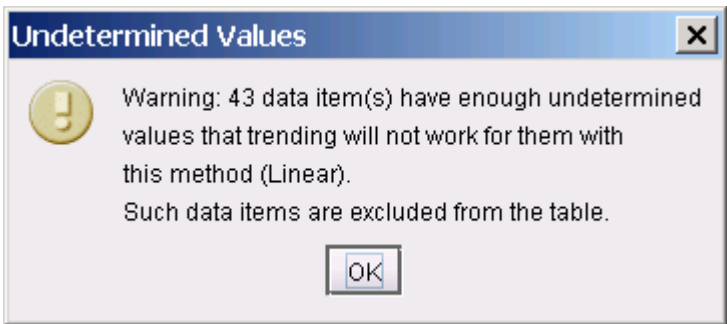 Undetermined Values
Warning: 43 data item(s) have enough undetermined
values that trending will not work for them with
this method (Linear).
Such data items are excluded from the table.
OK